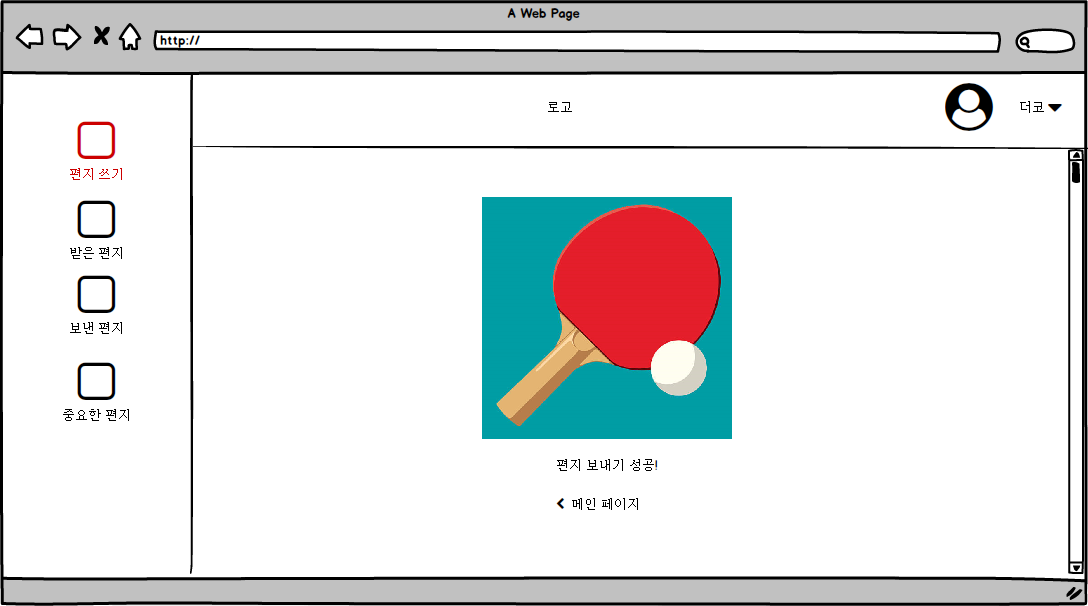 A Web Page
http://
로고
더코
편지 쓰기
받은 편지
보낸 편지
중요한 편지
편지 보내기 성공!
메인 페이지